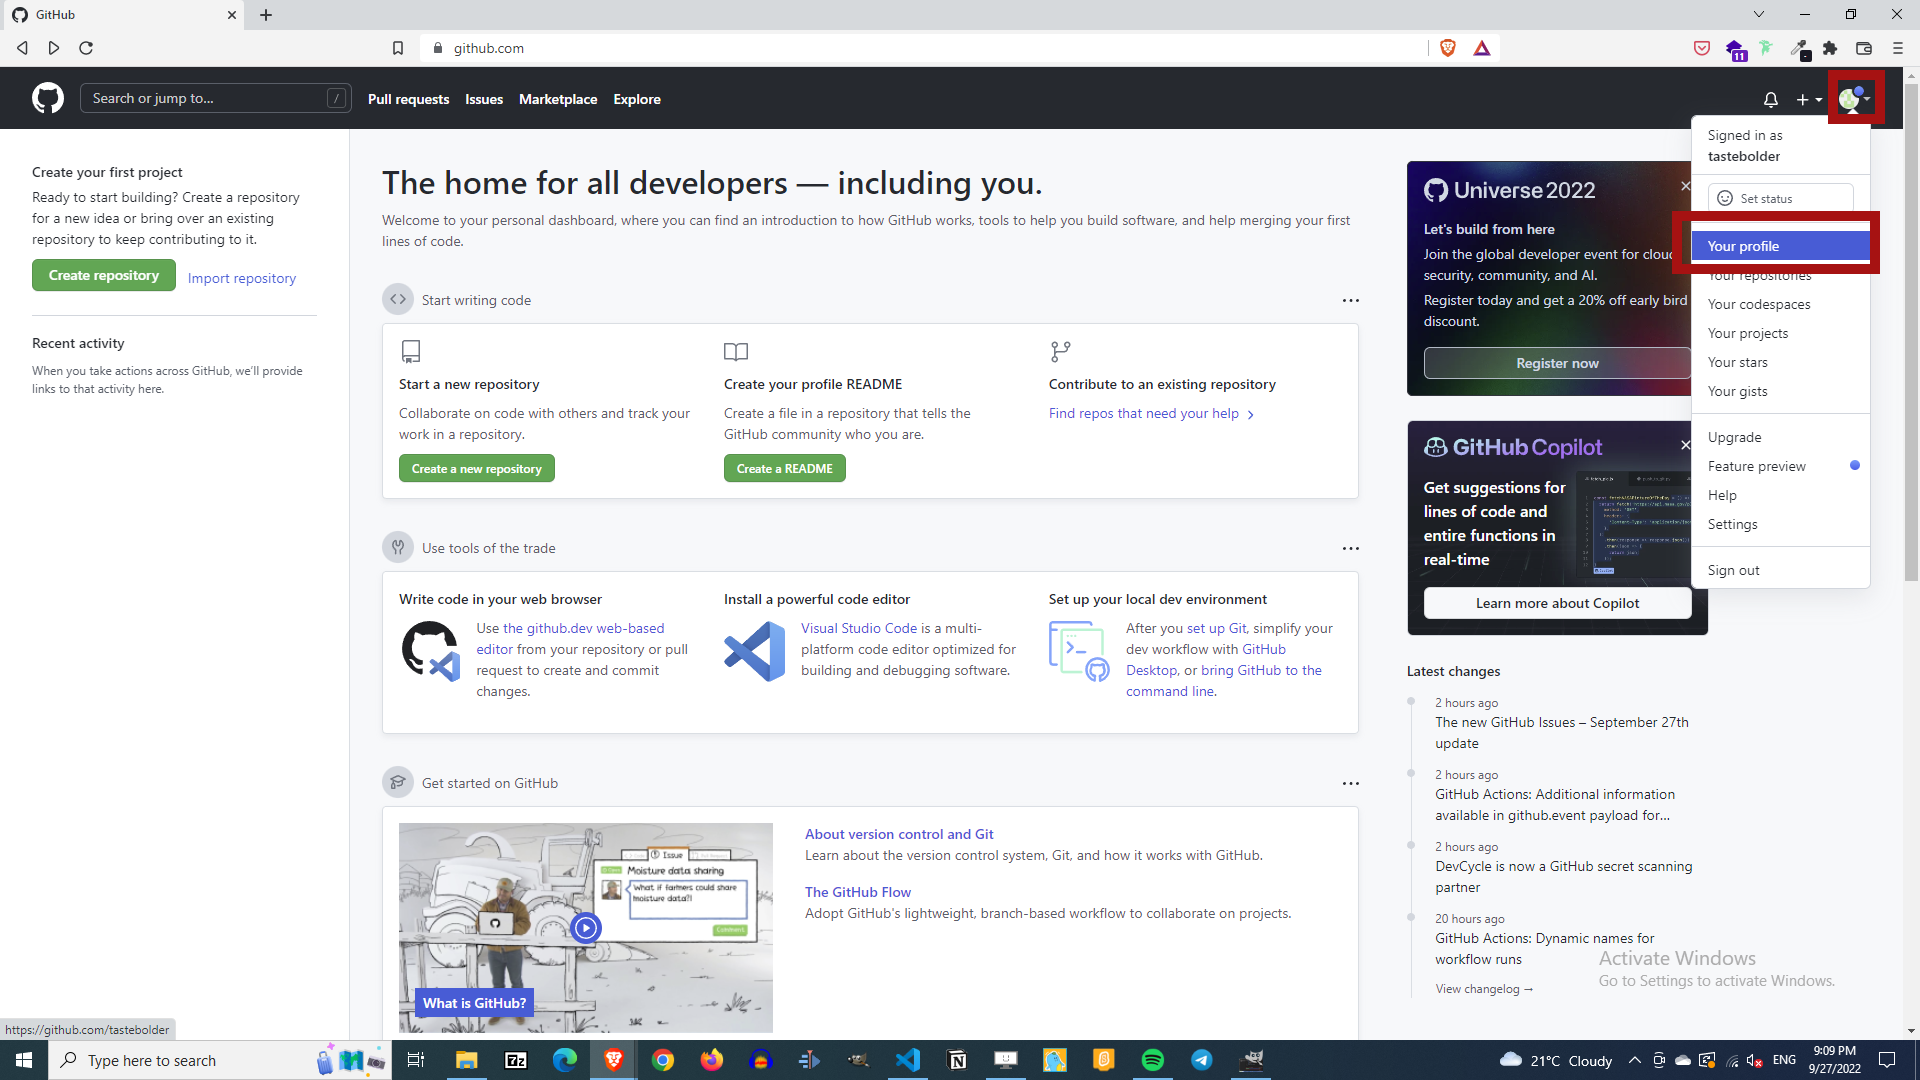 GitHub
github.com
11
Search or jump to...
/
Pull requests
Issues
Marketplace
Explore
Signed in as
tastebolder
Set status
Your profile
Your repositories
Your codespaces
Your projects
Your stars
Your gists
Upgrade
Feature preview
Help
Settings
Sign out
Create your first project
Ready to start building? Create a repository
for a new idea or bring over an existing
repository to keep contributing to it.
Create repository
Import repository
Recent activity
When you take actions across GitHub, we'll provide
links to that activity here.
The home for all developers — including you.
Welcome to your personal dashboard, where you can find an introduction to how GitHub works, tools to help you build software, and help merging your first
lines of code.
Start writing code
Start a new repository
Collaborate on code with others and track your
work in a repository.
Create a new repository
Create your profile README
Create a file in a repository that tells the
GitHub community who you are.
Create a README
Contribute to an existing repository
Find repos that need your help
Use tools of the trade
Write code in your web browser
Use the github.dev web-based
editor from your repository or pull
request to create and commit
changes.
Install a powerful code editor
Visual Studio Code is a multi-
platform code editor optimized for
building and debugging software.
Set up your local dev environment
After you set up Git, simplify your
dev workflow with GitHub
Desktop, or bring GitHub to the
command line.
Get started on GitHub
Issue
Moisture data sharing
What if farmers could share
moisture data?!
Comment
What is GitHub?
About version control and Git
Learn about the version control system, Git, and how it works with GitHub.
The GitHub Flow
Adopt GitHub's lightweight, branch-based workflow to collaborate on projects.
Universe 2022
Let's build from here
Join the global developer event for cloud
security, community, and AI.
Register today and get a 20% off early bird
discount.
Register now
GitHub Copilot
Get suggestions for
lines of code and
entire functions in
real-time
Learn more about Copilot
Latest changes
2 hours ago
The new GitHub Issues – September 27th
update
2 hours ago
GitHub Actions: Additional information
available in github.event payload for...
2 hours ago
DevCycle is now a GitHub secret scanning
partner
20 hours ago
GitHub Actions: Dynamic names for
workflow runs
View changelog →
Activate Windows
Go to Settings to activate Windows.
https://github.com/tastebolder
Type here to search
7z
21°C Cloudy
ENG
9:09 PM
9/27/2022